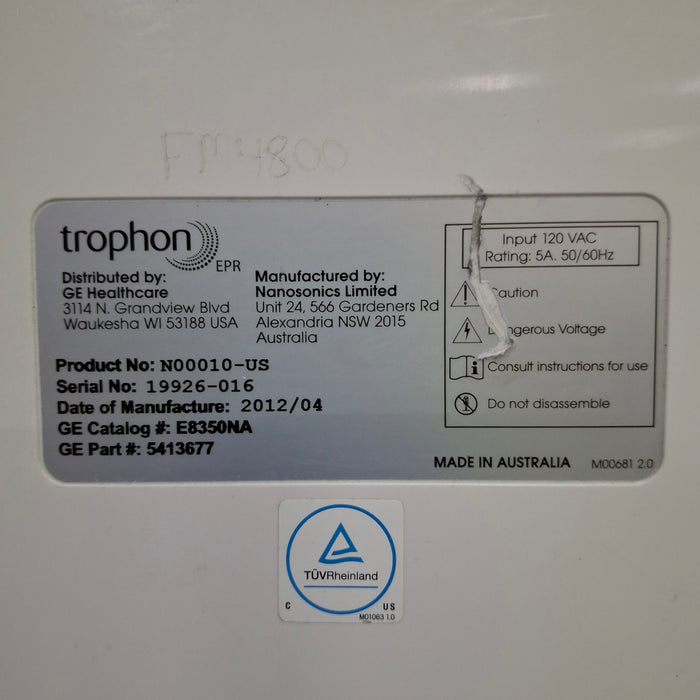 FM4800
trophon
EPR
Distributed by:
GE Healthcare
3114 N. Grandview Blvd
Waukesha WI 53188 USA
Manufactured by:
Nanosonics Limited
Unit 24, 566 Gardeners Rd
Alexandria NSW 2015
Australia
Product No: N00010-US
Serial No: 19926-016
Date of Manufacture: 2012/04
GE Catalog #: E8350NA
GE Part #: 5413677
Input 120 VAC
Rating: 5A. 50/60Hz
Caution
Dangerous Voltage
Consult instructions for use
Do not disassemble
MADE IN AUSTRALIA
M00681 2.0
TÜVRheinland
C US
M01063 1.0